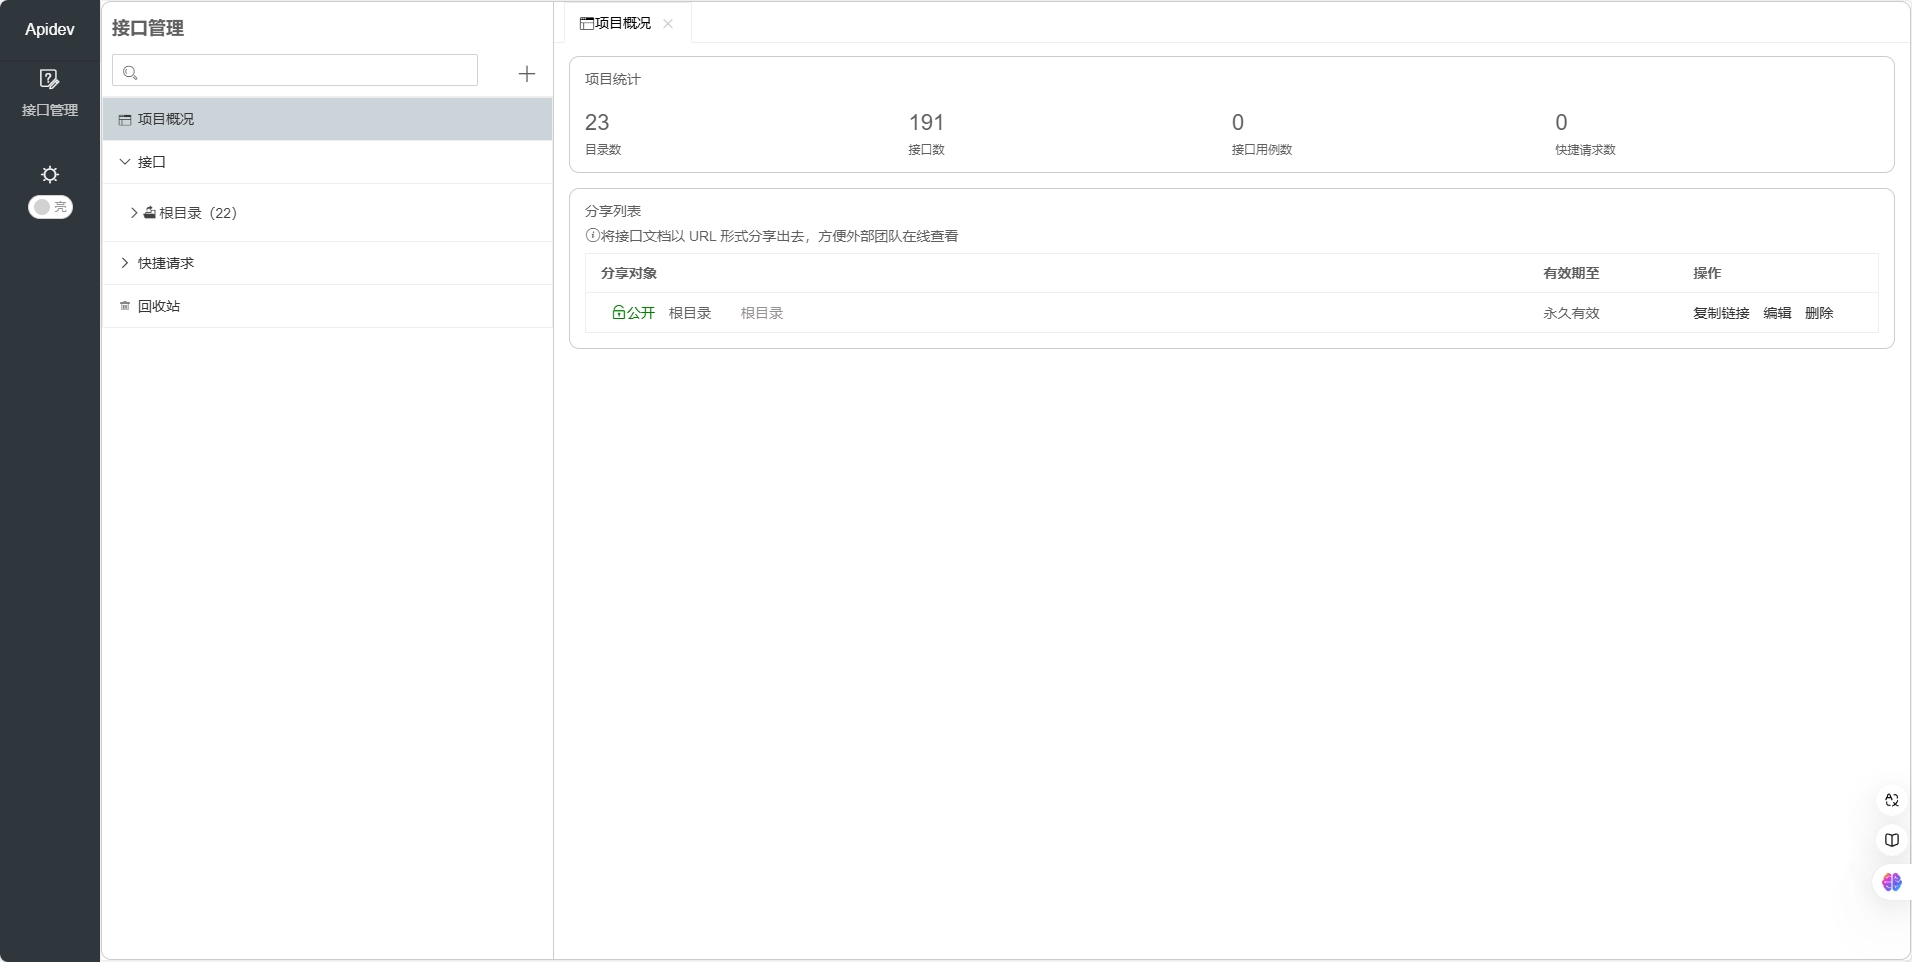 Apidev
接口管理
亮
接口管理
项目概况
接口
根目录（22）
快捷请求
回收站
项目概况
项目统计
23
目录数
191
接口数
0
接口用例数
0
快捷请求数
分享列表
将接口文档以 URL 形式分享出去，方便外部团队在线查看
分享对象 有效期至 操作
公开 根目录 根目录 永久有效 复制链接 编辑 删除